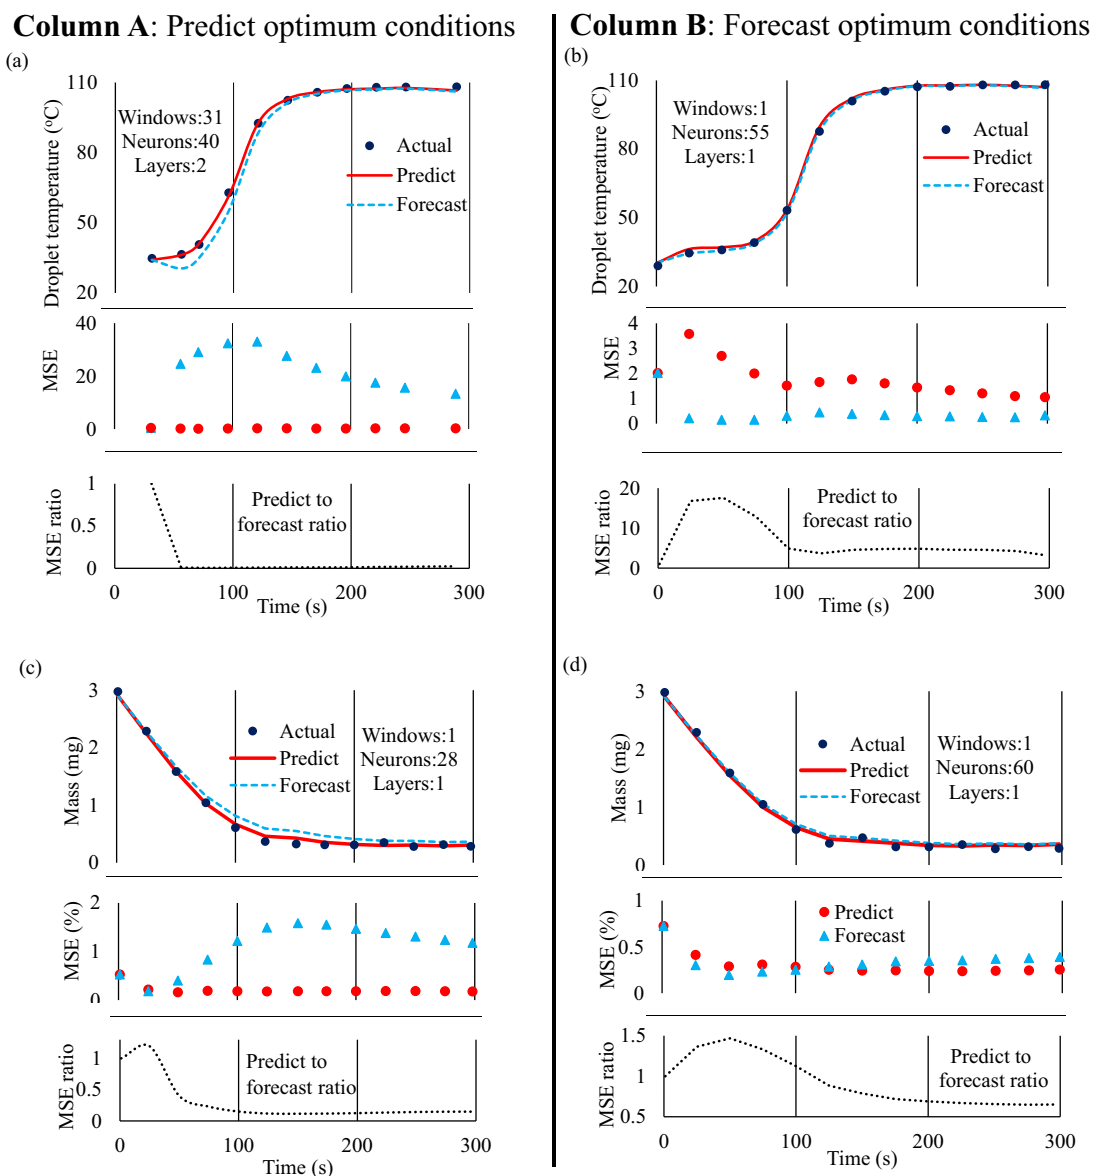 Column A: Predict optimum conditions
(a)
110
80
50
20
Droplet temperature (°C)
Windows:31
Neurons:40
Layers:2
Actual
Predict
Forecast
40
20
0
MSE
1
0.5
0
MSE ratio
Predict to
forecast ratio
0
100
200
300
Time (s)
(c)
3
2
1
0
Mass (mg)
Actual
Predict
Forecast
Windows:1
Neurons:28
Layers:1
2
1
0
MSE (%)
1
0.5
0
MSE ratio
Predict to
forecast ratio
0
100
200
300
Time (s)
Column B: Forecast optimum conditions
(b)
110
80
50
20
Droplet temperature (°C)
Windows:1
Neurons:55
Layers:1
Actual
Predict
Forecast
4
3
2
1
0
MSE
20
10
0
MSE ratio
Predict to
forecast ratio
0
100
200
300
Time (s)
(d)
3
2
1
0
Mass (mg)
Actual
Predict
Forecast
Windows:1
Neurons:60
Layers:1
1
0.5
0
MSE (%)
Predict
Forecast
1.5
1
0.5
MSE ratio
Predict to
forecast ratio
0
100
200
300
Time (s)